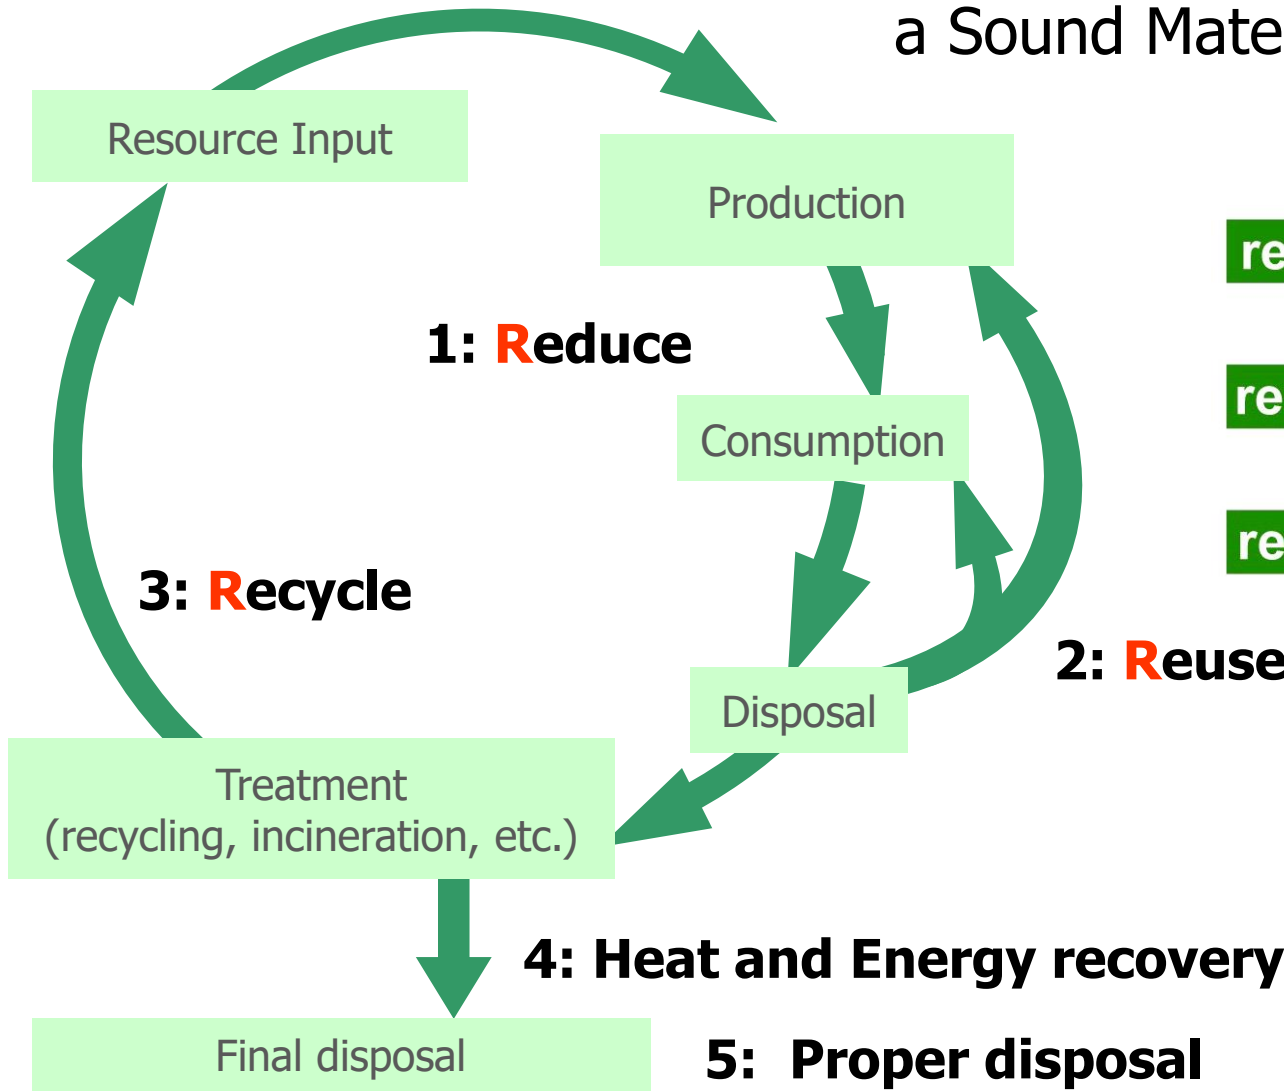 a Sound Mate
Resource Input
Production
re
1: Reduce
re
Consumption
re
3: Recycle
2: Reuse
Disposal
Treatment
(recycling, incineration, etc.)
4: Heat and Energy recovery
Final disposal
5: Proper disposal